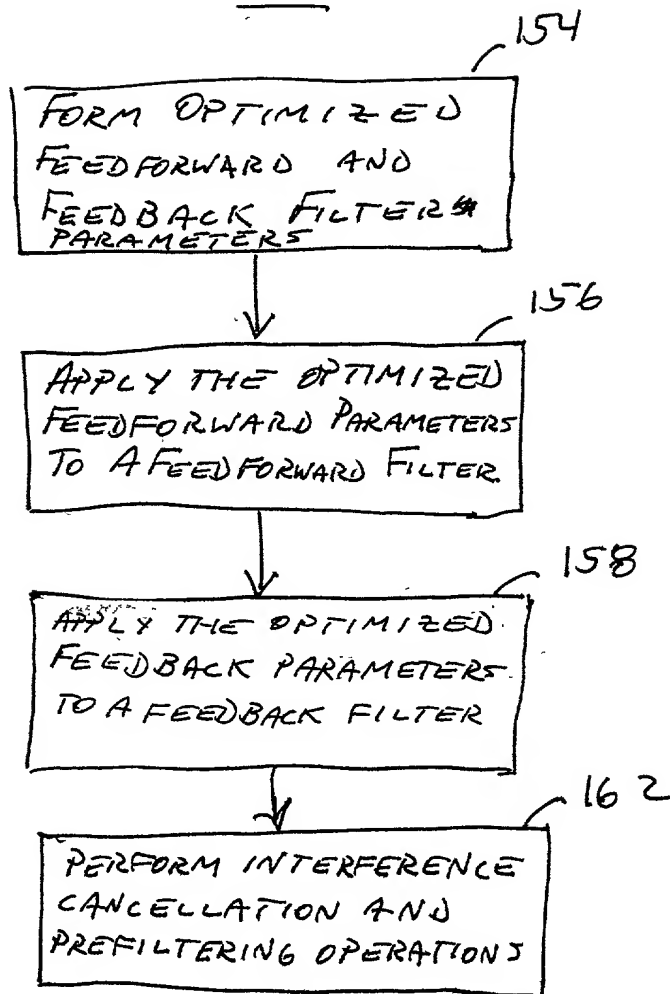 154
FORM OPTIMIZED
FEEDFORWARD AND
FEEDBACK FILTER
PARAMETERS
156
APPLY THE OPTIMIZED
FEEDFORWARD PARAMETERS
TO A FEEDFORWARD FILTER.
158
APPLY THE OPTIMIZED
FEEDBACK PARAMETERS
TO A FEEDBACK FILTER
162
PERFORM INTERFERENCE
CANCELLATION AND
PREFILTERING OPERATIONS